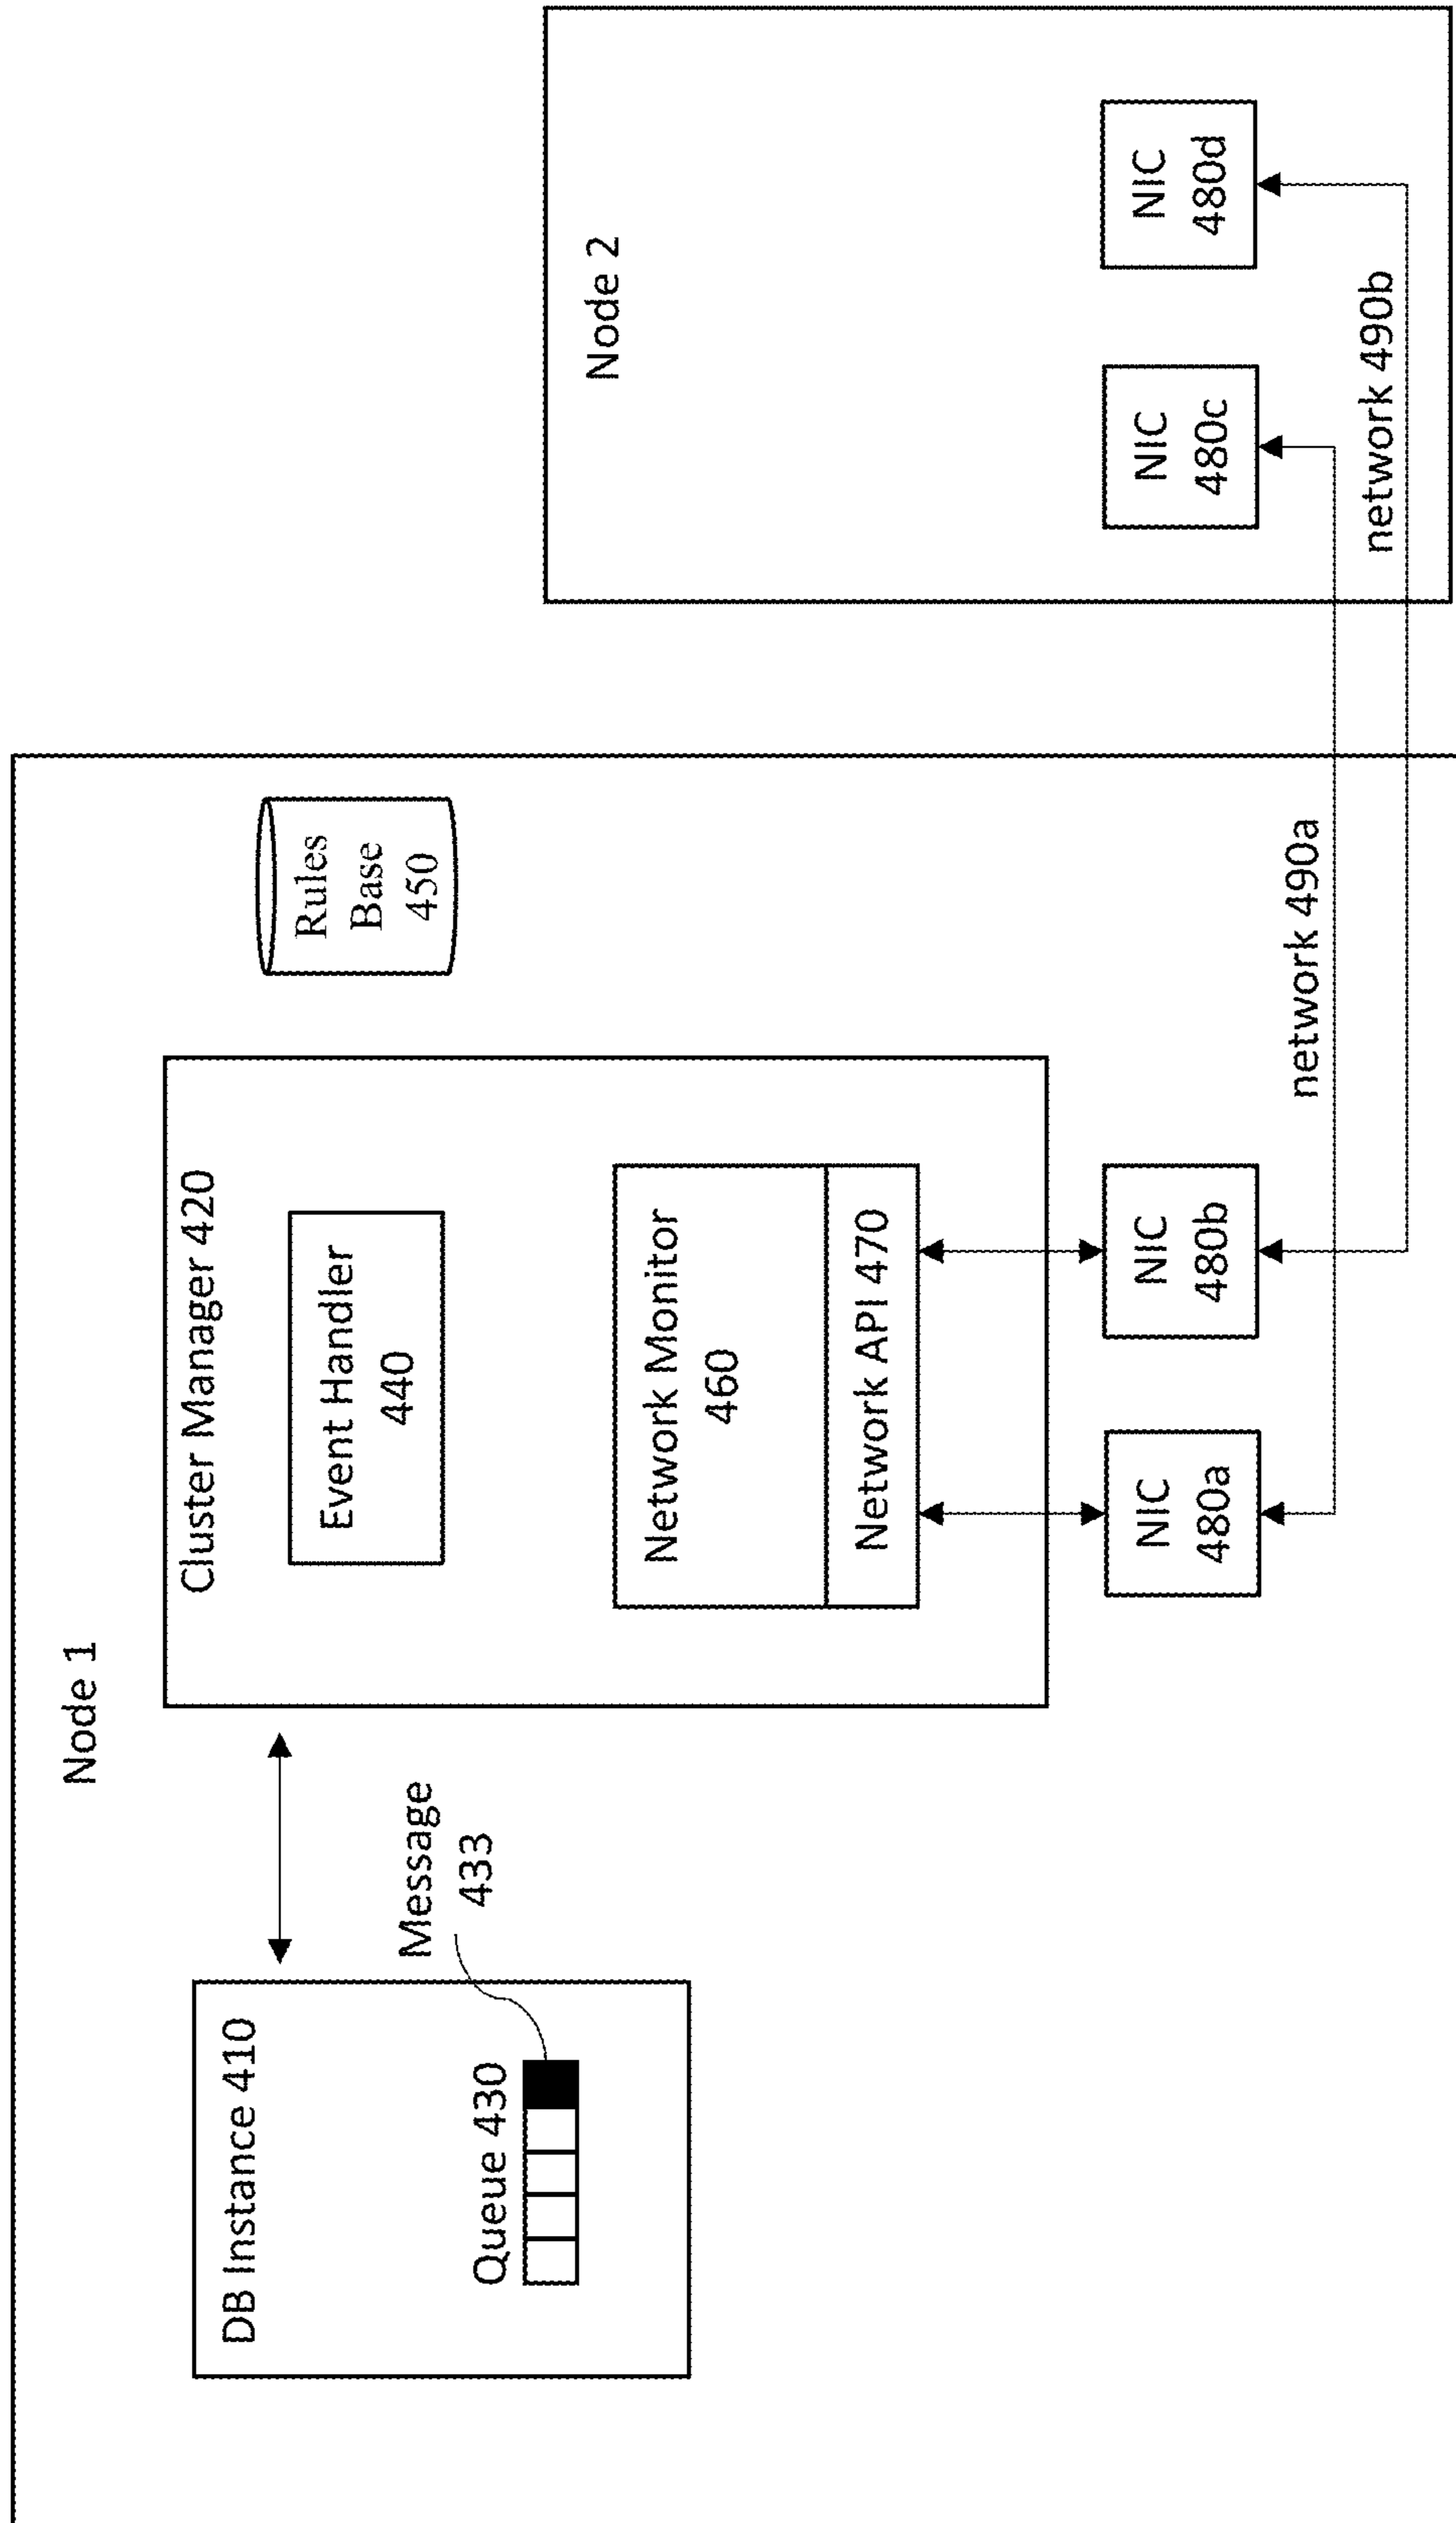 Node 1
DB Instance 410
Queue 430
Message
433
Cluster Manager 420
Event Handler
440
Network Monitor
460
Network API 470
Rules
Base
450
NIC
480a
NIC
480b
network 490a
Node 2
NIC
480c
NIC
480d
network 490b